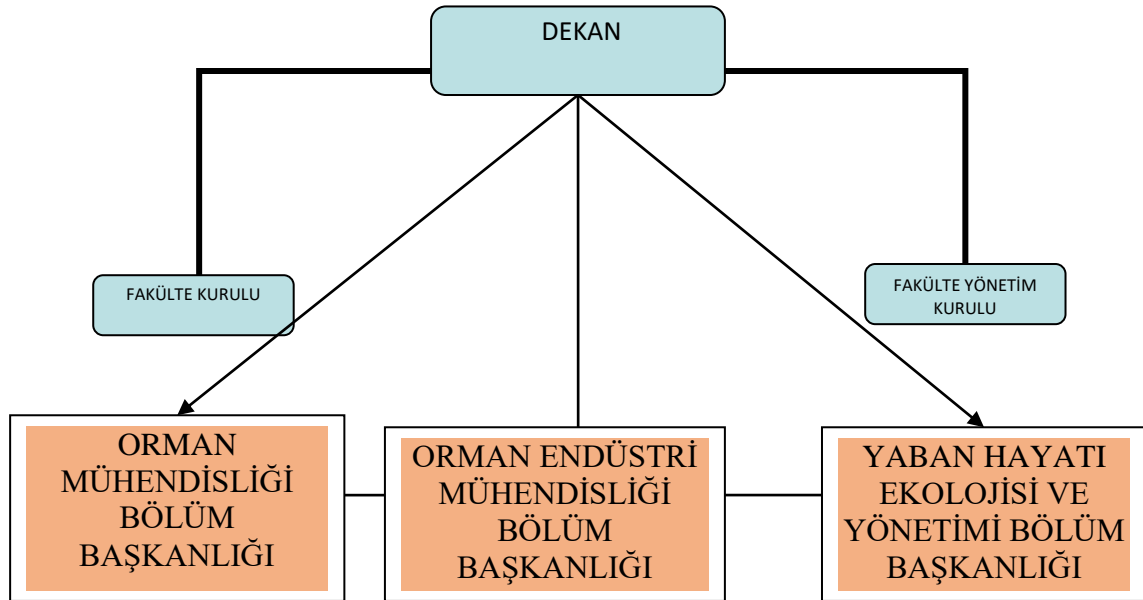 DEKAN
FAKÜLTE KURULU
FAKÜLTE YÖNETİM
KURULU
ORMAN
MÜHENDİSLİĞİ
BÖLÜM
BAŞKANLIĞI
ORMAN ENDÜSTRİ
MÜHENDİSLİĞİ
BÖLÜM
BAŞKANLIĞI
YABAN HAYATI
EKOLOJİSİ VE
YÖNETİMİ BÖLÜM
BAŞKANLIĞI